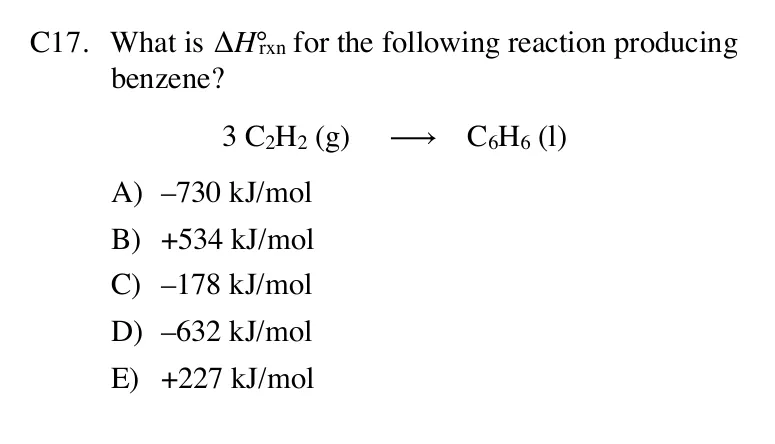 C17. What is ΔH°rxn for the following reaction producing
benzene?
3 C₂H₂ (g) ⟶ C₆H₆ (l)
A) –730 kJ/mol
B) +534 kJ/mol
C) –178 kJ/mol
D) –632 kJ/mol
E) +227 kJ/mol